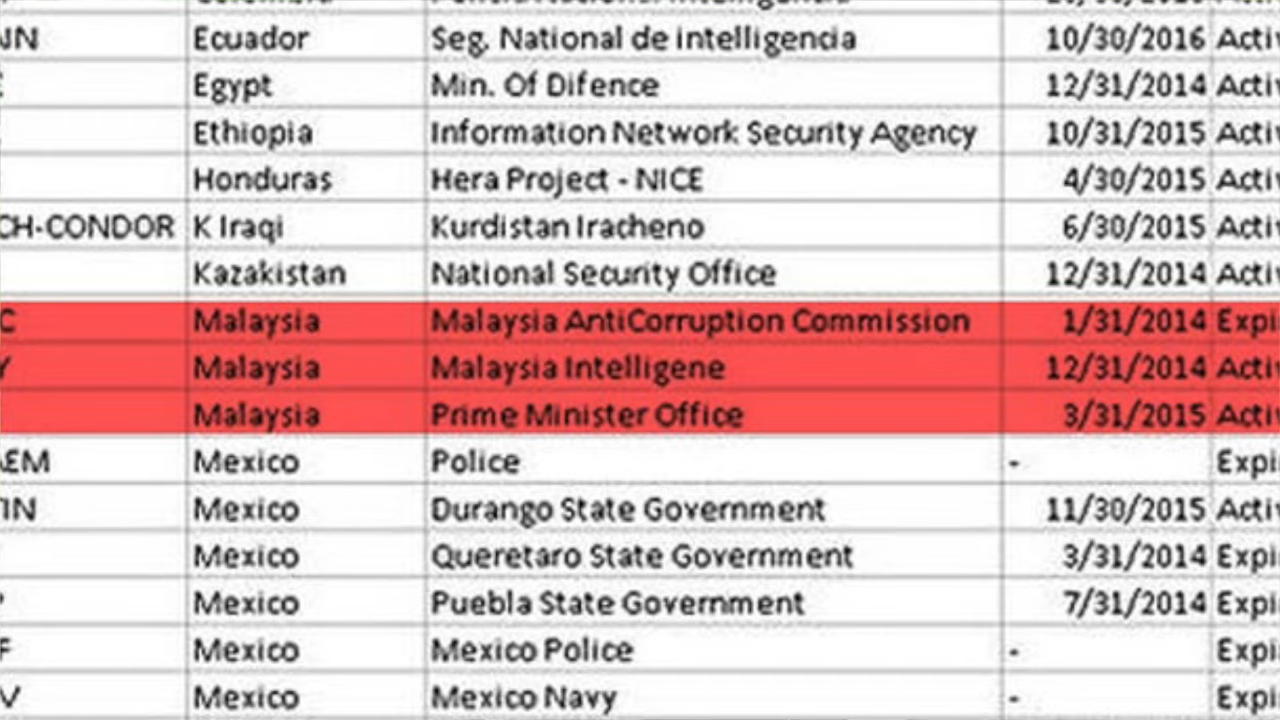 NN Ecuador Seg. National de intelligencia 10/30/2016 Activ
E Egypt Min. Of Difence 12/31/2014 Activ
Ethiopia Information Network Security Agency 10/31/2015 Activ
Honduras Hera Project - NICE 4/30/2015 Activ
CH-CONDOR K Iraqi Kurdistan Iracheno 6/30/2015 Activ
Kazakistan National Security Office 12/31/2014 Activ
C Malaysia Malaysia AntiCorruption Commission 1/31/2014 Expi
Y Malaysia Malaysia Intelligene 12/31/2014 Activ
Malaysia Prime Minister Office 3/31/2015 Activ
AEM Mexico Police - Expi
IN Mexico Durango State Government 11/30/2015 Activ
Mexico Queretaro State Government 3/31/2014 Expi
P Mexico Puebla State Government 7/31/2014 Expi
F Mexico Mexico Police - Expi
V Mexico Mexico Navy - Expi